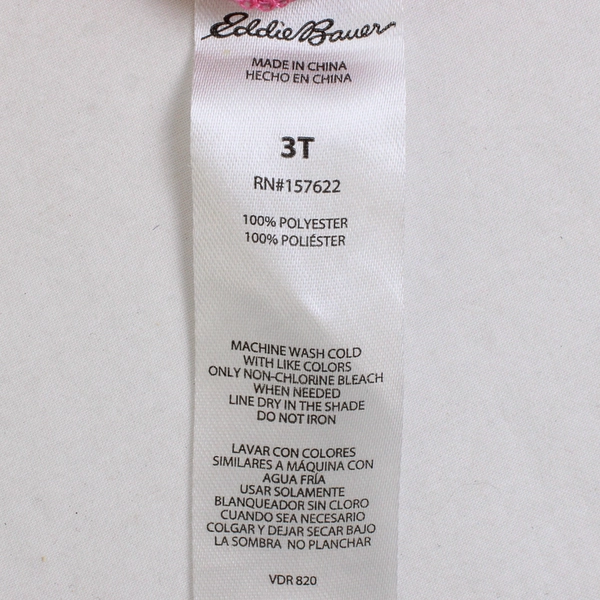 Eddie Bauer
MADE IN CHINA
HECHO EN CHINA
3T
RN#157622
100% POLYESTER
100% POLIÉSTER
MACHINE WASH COLD
WITH LIKE COLORS
ONLY NON-CHLORINE BLEACH
WHEN NEEDED
LINE DRY IN THE SHADE
DO NOT IRON
LAVAR CON COLORES
SIMILARES A MÁQUINA CON
AGUA FRÍA
USAR SOLAMENTE
BLANQUEADOR SIN CLORO
CUANDO SEA NECESARIO
COLGAR Y DEJAR SECAR BAJO
LA SOMBRA NO PLANCHAR
VDR 820